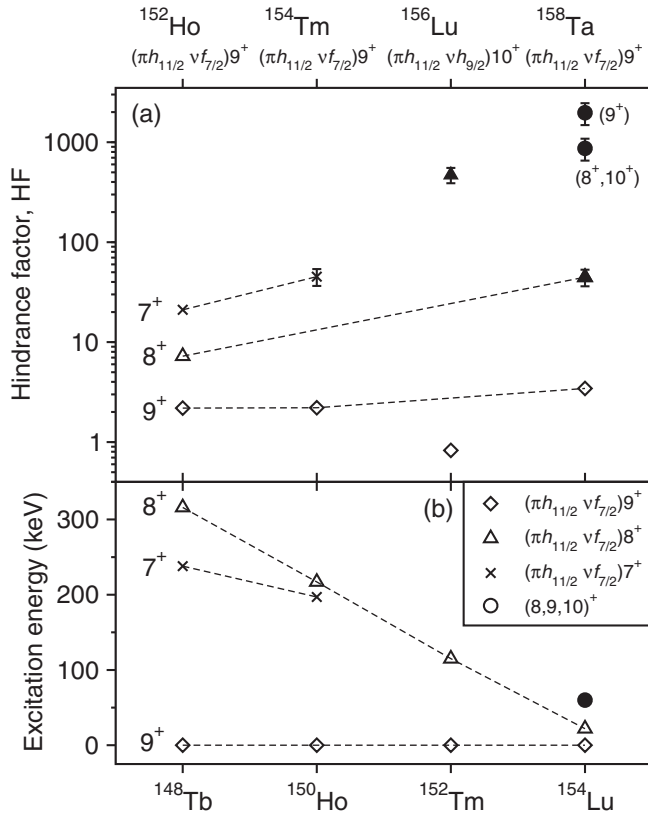 ¹⁵²Ho ¹⁵⁴Tm ¹⁵⁶Lu ¹⁵⁸Ta
(πh₁₁/₂ νf₇/₂)9⁺ (πh₁₁/₂ νf₇/₂)9⁺ (πh₁₁/₂ νh₉/₂)10⁺ (πh₁₁/₂ νf₇/₂)9⁺
(a)
Hindrance factor, HF
1000
100
10
1
(9⁺)
(8⁺,10⁺)
7⁺
8⁺
9⁺
(b)
Excitation energy (keV)
300
200
100
0
8⁺
7⁺
9⁺
(πh₁₁/₂ νf₇/₂)9⁺
(πh₁₁/₂ νf₇/₂)8⁺
(πh₁₁/₂ νf₇/₂)7⁺
(8,9,10)⁺
¹⁴⁸Tb ¹⁵⁰Ho ¹⁵²Tm ¹⁵⁴Lu